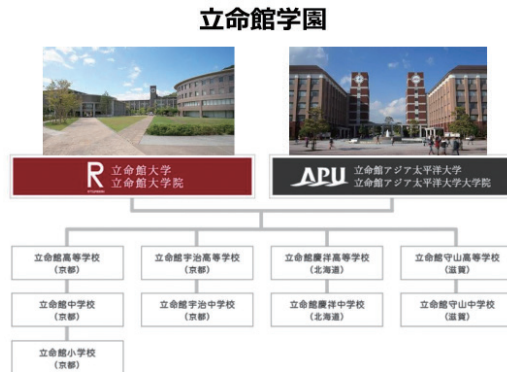 立命館学園
R
立命館大学
立命館大学院
APU
立命館アジア太平洋大学
立命館アジア太平洋大学大学院
立命館高等学校
(京都)
立命館宇治高等学校
(京都)
立命館慶祥高等学校
(北海道)
立命館守山高等学校
(滋賀)
立命館中学校
(京都)
立命館宇治中学校
(京都)
立命館慶祥中学校
(北海道)
立命館守山中学校
(滋賀)
立命館小学校
(京都)